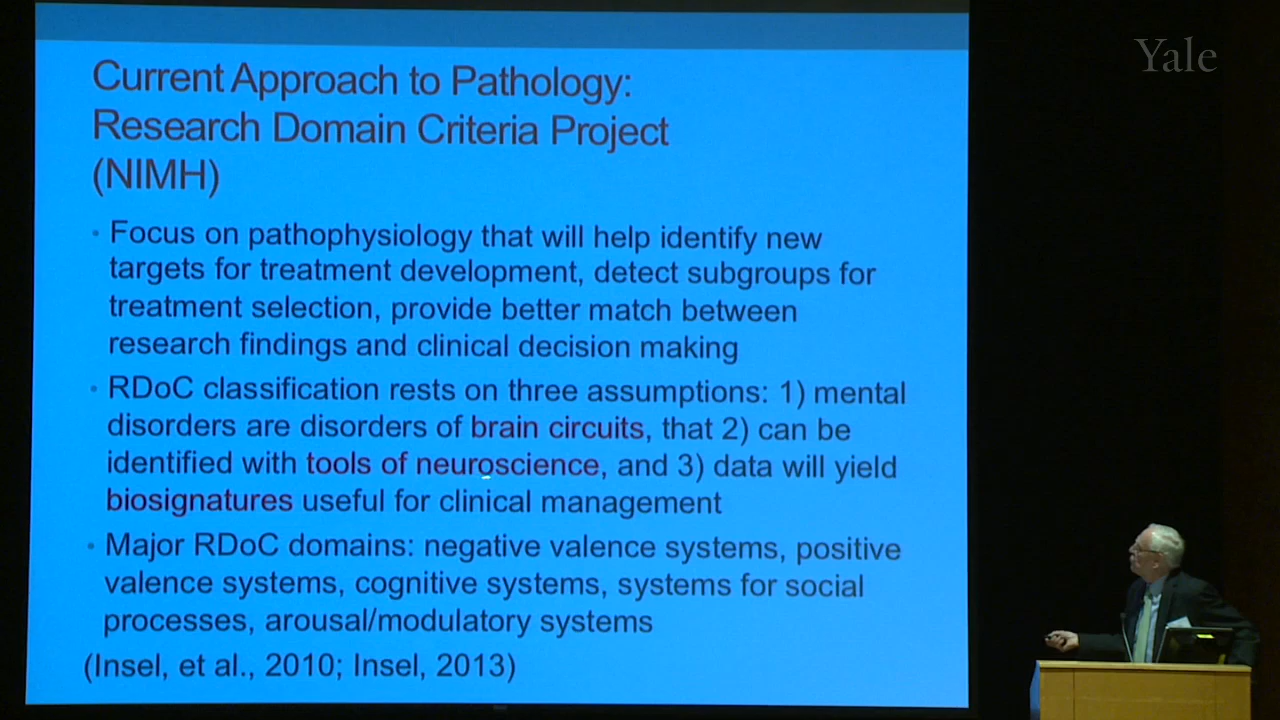 Current Approach to Pathology:
Research Domain Criteria Project
(NIMH)
• Focus on pathophysiology that will help identify new
targets for treatment development, detect subgroups for
treatment selection, provide better match between
research findings and clinical decision making
• RDoC classification rests on three assumptions: 1) mental
disorders are disorders of brain circuits, that 2) can be
identified with tools of neuroscience, and 3) data will yield
biosignatures useful for clinical management
• Major RDoC domains: negative valence systems, positive
valence systems, cognitive systems, systems for social
processes, arousal/modulatory systems
(Insel, et al., 2010; Insel, 2013)
Yale